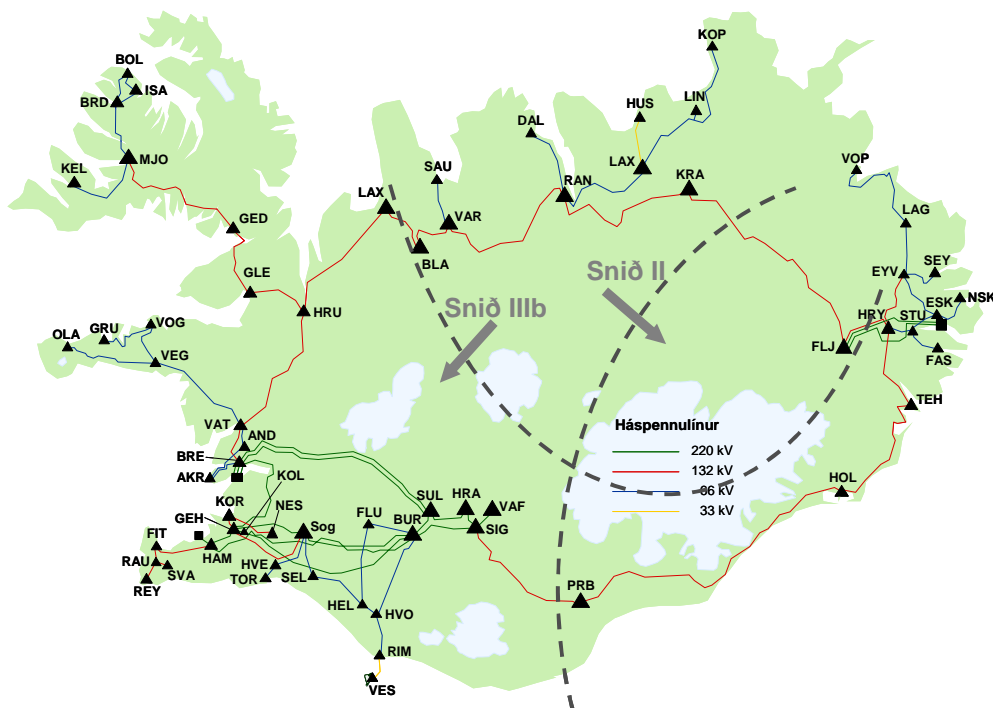 KOP
BOL
ISA
BRD
HUS
LIN
DAL
MJO
KEL
SAU
LAX
VOP
LAX
RAN
KRA
VAR
LAG
GED
BLA
EYV
SEY
Snið II
GLE
ESK
NSK
HRU
Snið IIIb
HRY
STU
VOG
GRU
OLA
FLJ
FAS
VEG
TEH
VAT
AND
Háspennulínur
220 kV
BRE
132 kV
KOL
AKR
HOL
66 kV
SUL
HRA
VAF
33 kV
KOR
NES
FLU
GEH
Sog
BUR
SIG
FIT
HAM
RAU
HVE
SVA
TOR
SEL
REY
PRB
HEL
HVO
RIM
VES